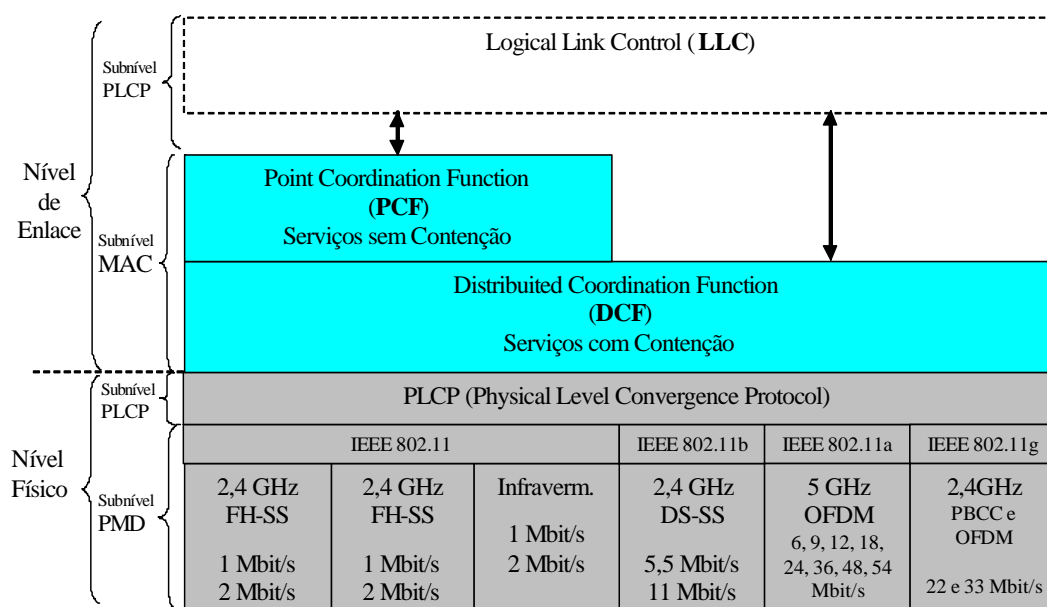 Logical Link Control ( LLC)
Subnível
PLCP
Nível
de
Enlace
Point Coordination Function
(PCF)
Serviços sem Contenção
Subnível
MAC
Distribuited Coordination Function
(DCF)
Serviços com Contenção
Subnível
PLCP
PLCP (Physical Level Convergence Protocol)
Nível
Físico
Subnível
PMD
IEEE 802.11
IEEE 802.11b
IEEE 802.11a
IEEE 802.11g
2,4 GHz
FH-SS
1 Mbit/s
2 Mbit/s
2,4 GHz
FH-SS
1 Mbit/s
2 Mbit/s
Infraverm.
1 Mbit/s
2 Mbit/s
2,4 GHz
DS-SS
5,5 Mbit/s
11 Mbit/s
5 GHz
OFDM
6, 9, 12, 18,
24, 36, 48, 54
Mbit/s
2,4GHz
PBCC e
OFDM
22 e 33 Mbit/s